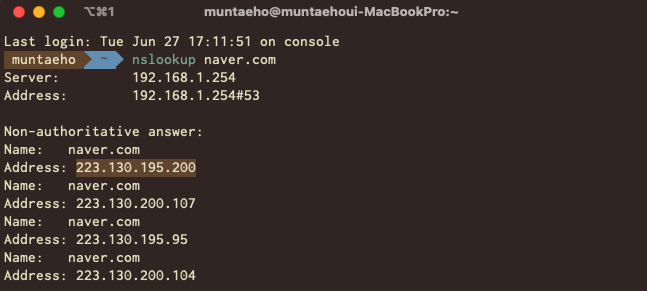 ⌥⌘1 muntaeho@muntaehoui-MacBookPro:~
Last login: Tue Jun 27 17:11:51 on console
muntaeho ~ nslookup naver.com
Server: 192.168.1.254
Address: 192.168.1.254#53
Non-authoritative answer:
Name: naver.com
Address: 223.130.195.200
Name: naver.com
Address: 223.130.200.107
Name: naver.com
Address: 223.130.195.95
Name: naver.com
Address: 223.130.200.104